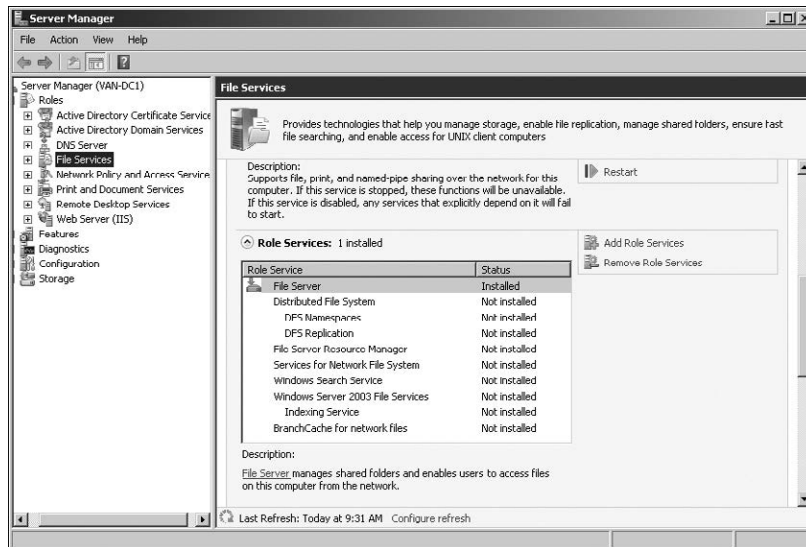 Server Manager
File Action View Help
Server Manager (VAN-DC1)
Roles
Active Directory Certificate Service
Active Directory Domain Services
DNS Server
File Services
Network Policy and Access Service
Print and Document Services
Remote Desktop Services
Web Server (IIS)
Features
Diagnostics
Configuration
Storage
File Services
Provides technologies that help you manage storage, enable file replication, manage shared folders, ensure fast
file searching, and enable access for UNIX client computers
Description:
Supports file, print, and named-pipe sharing over the network for this
computer. If this service is stopped, these functions will be unavailable.
If this service is disabled, any services that explicitly depend on it will fail
to start.
Restart
Role Services: 1 installed
Add Role Services
Remove Role Services
Role Service Status
File Server Installed
Distributed File System Not installed
DFS Namespaces Not installed
DFS Replication Not installed
File Server Resource Manager Not installed
Services for Network File System Not installed
Windows Search Service Not installed
Windows Server 2003 File Services Not installed
Indexing Service Not installed
BranchCache for network files Not installed
Description:
File Server manages shared folders and enables users to access files
on this computer from the network.
Last Refresh: Today at 9:31 AM Configure refresh